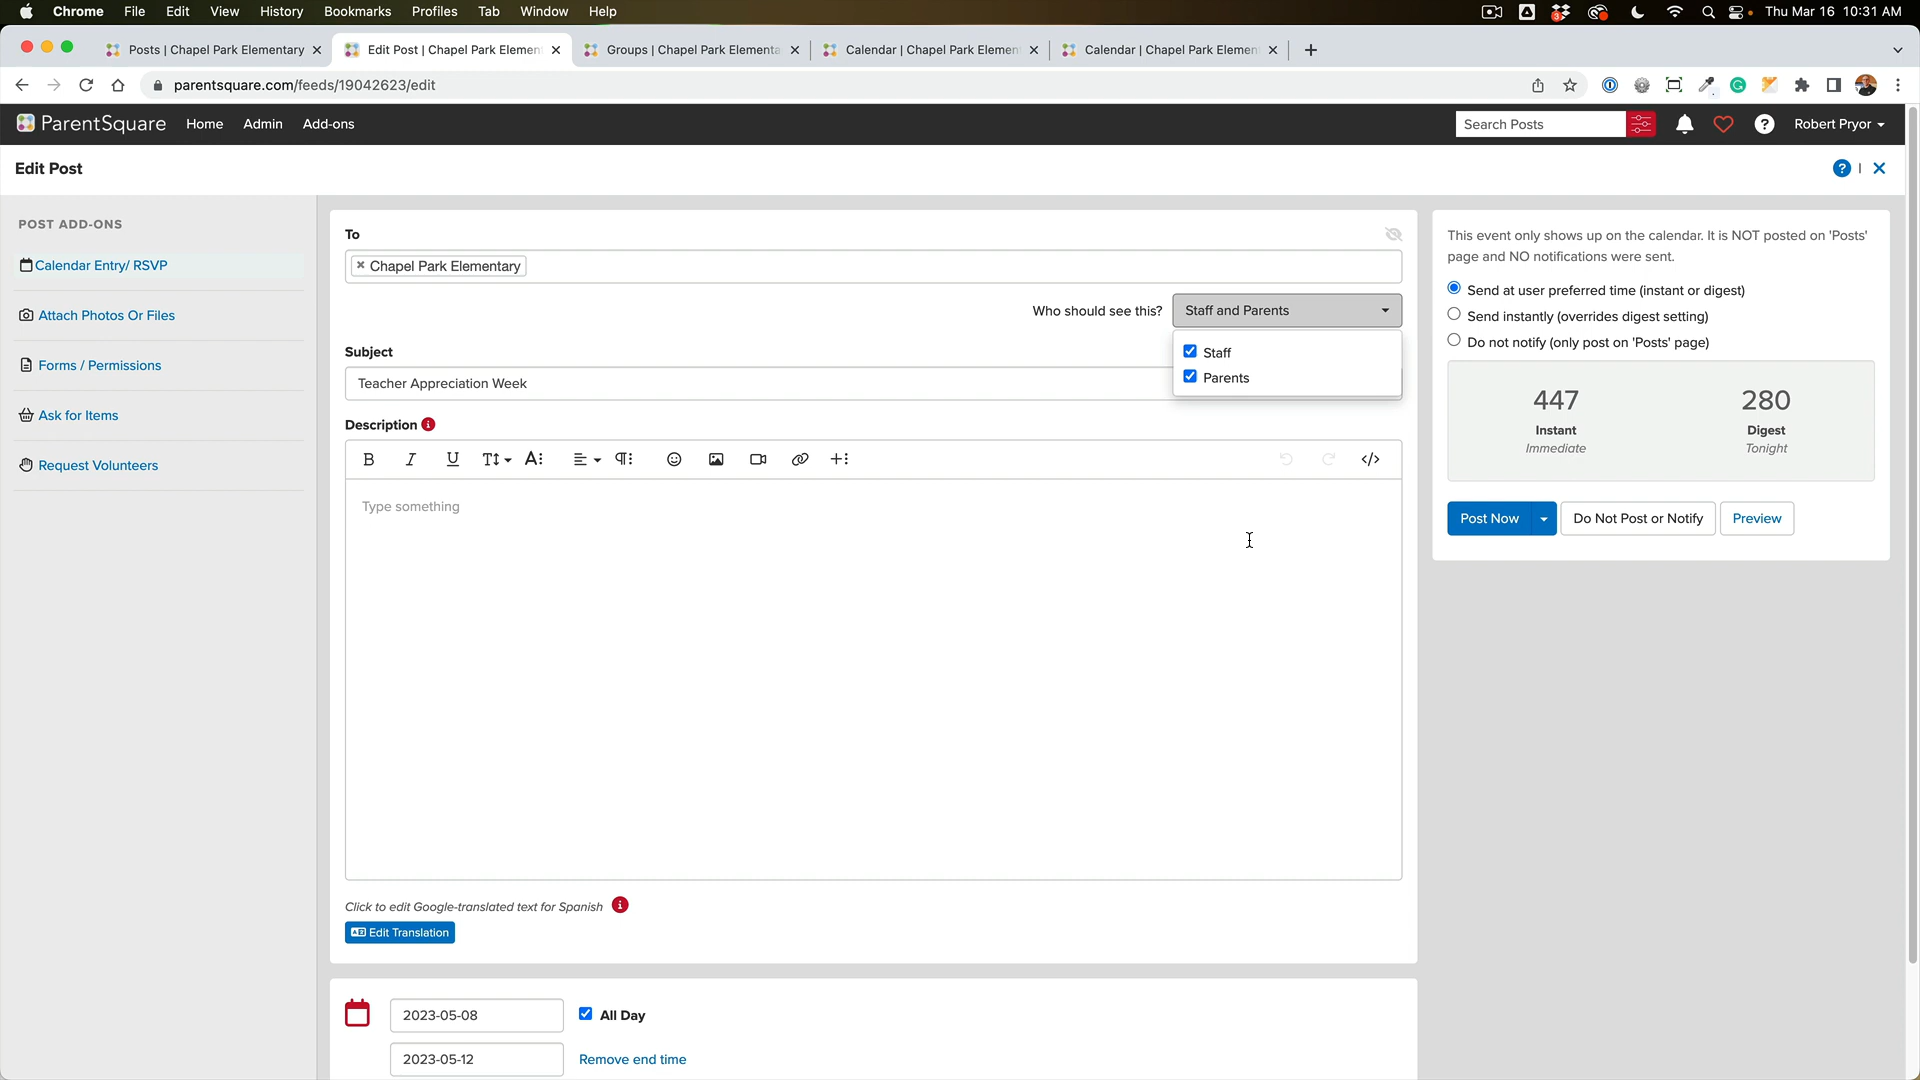 Chrome File Edit View History Bookmarks Profiles Tab Window Help
3
Thu Mar 16 10:31 AM
Posts | Chapel Park Elementary
Edit Post | Chapel Park Elemen
Groups | Chapel Park Elementa
Calendar | Chapel Park Elemen
Calendar | Chapel Park Elemen
parentsquare.com/feeds/19042623/edit
ParentSquare Home Admin Add-ons
Search Posts
Robert Pryor
Edit Post
POST ADD-ONS
Calendar Entry/ RSVP
Attach Photos Or Files
Forms / Permissions
Ask for Items
Request Volunteers
To
Chapel Park Elementary
Who should see this? Staff and Parents
Staff
Parents
Subject
Teacher Appreciation Week
Description
B I U
Type something
Click to edit Google-translated text for Spanish
Edit Translation
2023-05-08
All Day
2023-05-12
Remove end time
This event only shows up on the calendar. It is NOT posted on 'Posts'
page and NO notifications were sent.
Send at user preferred time (instant or digest)
Send instantly (overrides digest setting)
Do not notify (only post on 'Posts' page)
447 280
Instant Digest
Immediate Tonight
Post Now
Do Not Post or Notify
Preview